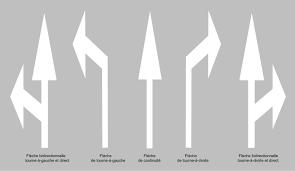 Flèche bidirectionnelle
tourne-à-gauche et direct
Flèche
de tourne-à-gauche
Flèche
de continuité
Flèche
de tourne-à-droite
Flèche bidirectionnelle
tourne-à-droite et direct